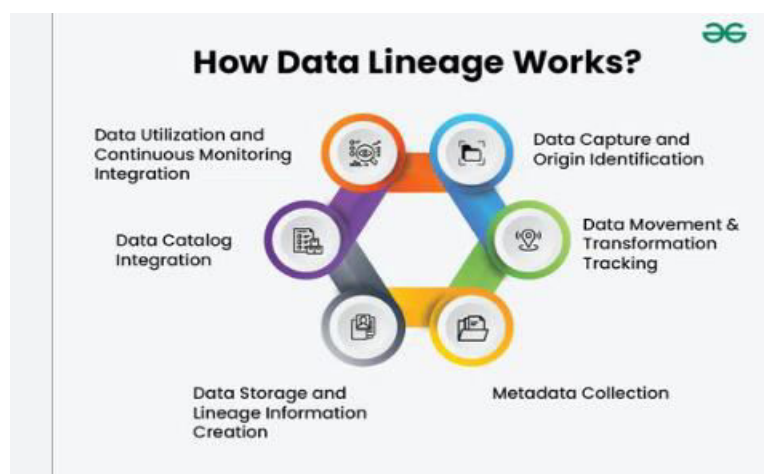 How Data Lineage Works?
Data Utilization and
Continuous Monitoring
Integration
Data Capture and
Origin Identification
Data Catalog
Integration
Data Movement &
Transformation
Tracking
Data Storage and
Lineage Information
Creation
Metadata Collection